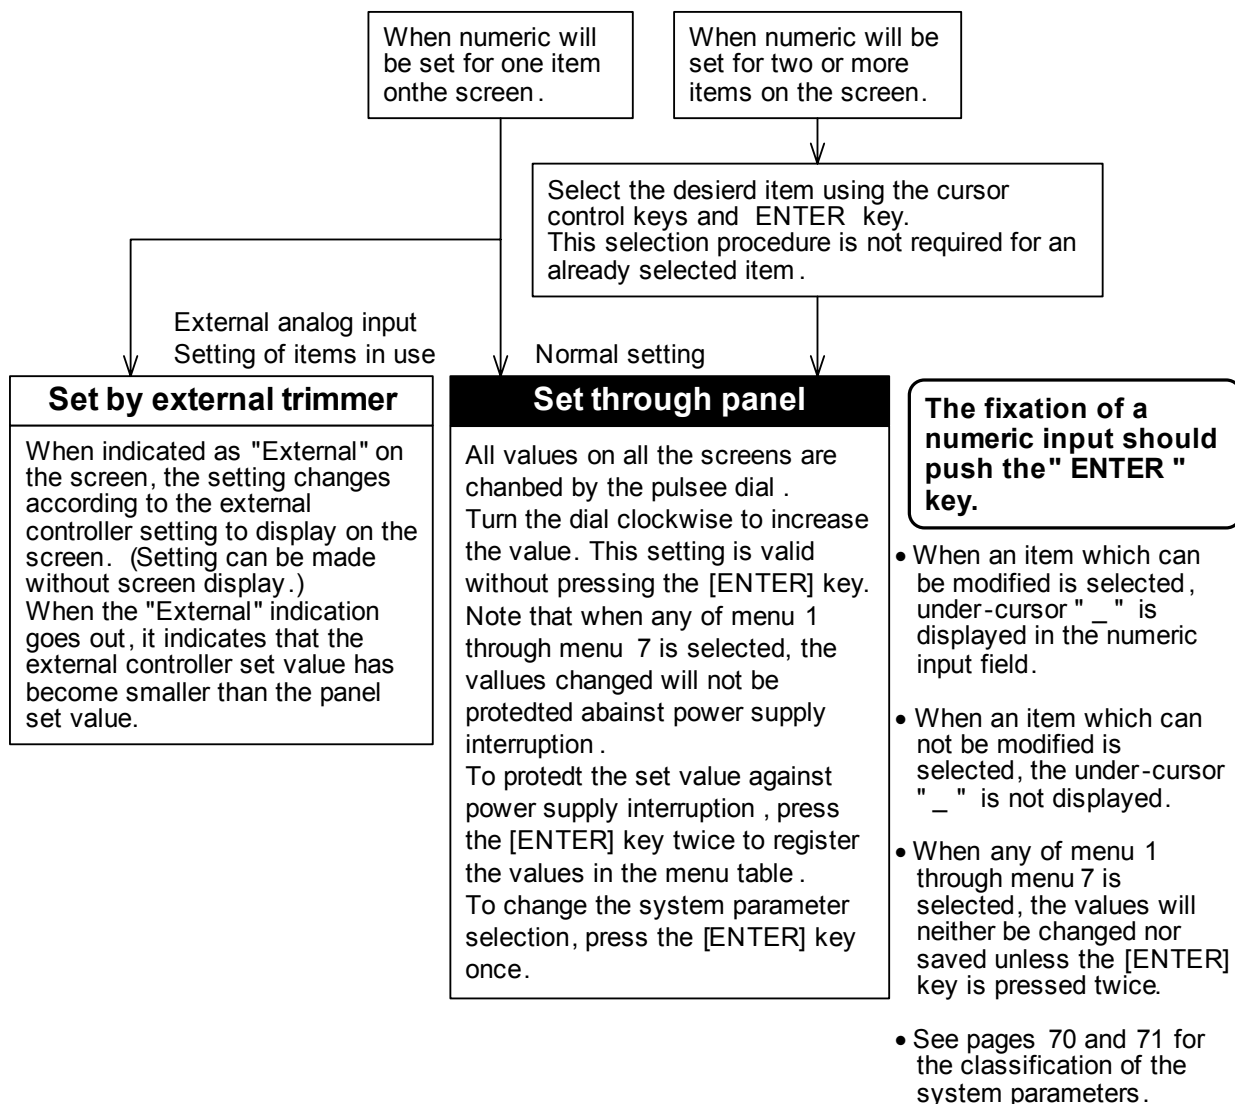 When numeric will
be set for one item
onthe screen.
When numeric will be
set for two or more
items on the screen.
Select the desierd item using the cursor
control keys and ENTER key.
This selection procedure is not required for an
already selected item.
External analog input
Setting of items in use
Normal setting
Set by external trimmer
When indicated as "External" on
the screen, the setting changes
according to the external
controller setting to display on the
screen. (Setting can be made
without screen display.)
When the "External" indication
goes out, it indicates that the
external controller set value has
become smaller than the panel
set value.
Set through panel
All values on all the screens are
chanbed by the pulsee dial.
Turn the dial clockwise to increase
the value. This setting is valid
without pressing the [ENTER] key.
Note that when any of menu 1
through menu 7 is selected, the
vallues changed will not be
protedted abainst power supply
interruption.
To protedt the set value against
power supply interruption, press
the [ENTER] key twice to register
the values in the menu table.
To change the system parameter
selection, press the [ENTER] key
once.
The fixation of a
numeric input should
push the" ENTER "
key.
• When an item which can
be modified is selected,
under-cursor " _ " is
displayed in the numeric
input field.
• When an item which can
not be modified is
selected, the under-cursor
" _ " is not displayed.
• When any of menu 1
through menu 7 is
selected, the values will
neither be changed nor
saved unless the [ENTER]
key is pressed twice.
• See pages 70 and 71 for
the classification of the
system parameters.